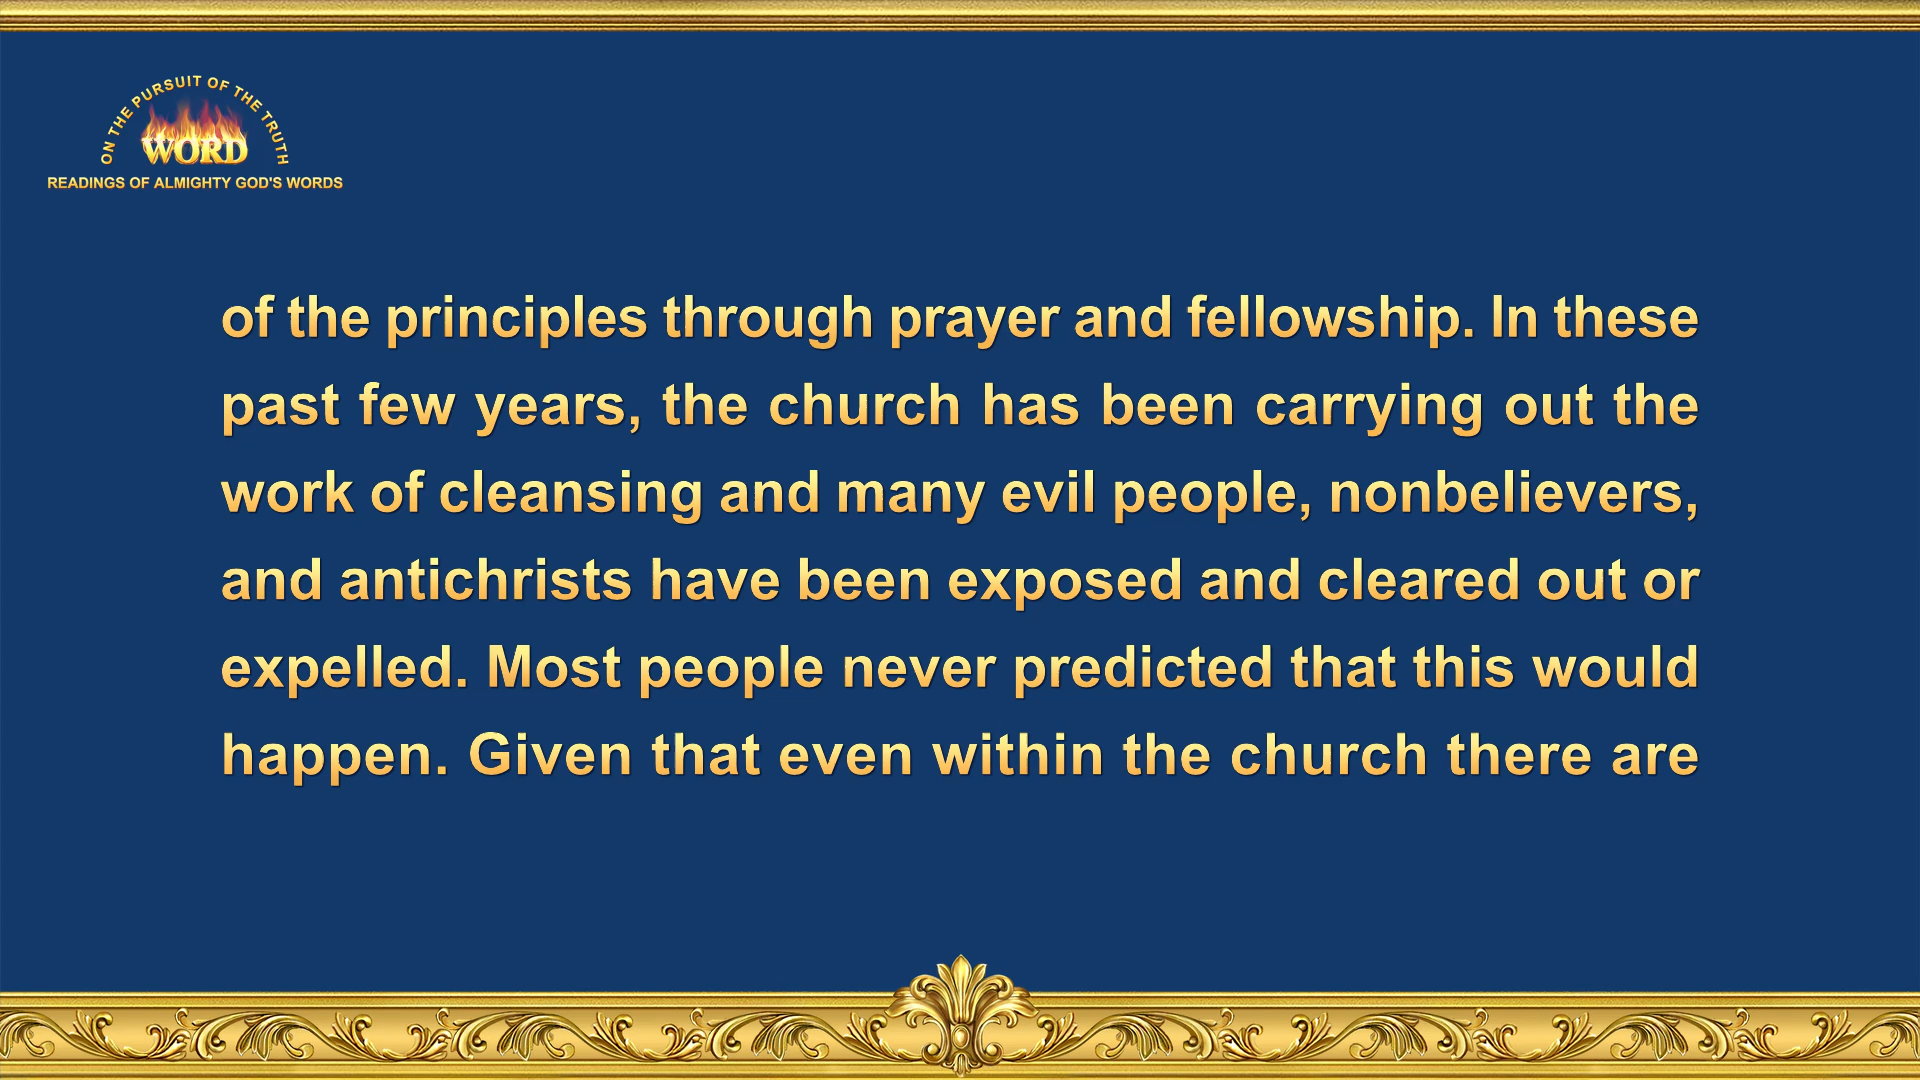 ON THE PURSUIT OF THE TRUTH
WORD
READINGS OF ALMIGHTY GOD'S WORDS
of the principles through prayer and fellowship. In these
past few years, the church has been carrying out the
work of cleansing and many evil people, nonbelievers,
and antichrists have been exposed and cleared out or
expelled. Most people never predicted that this would
happen. Given that even within the church there are